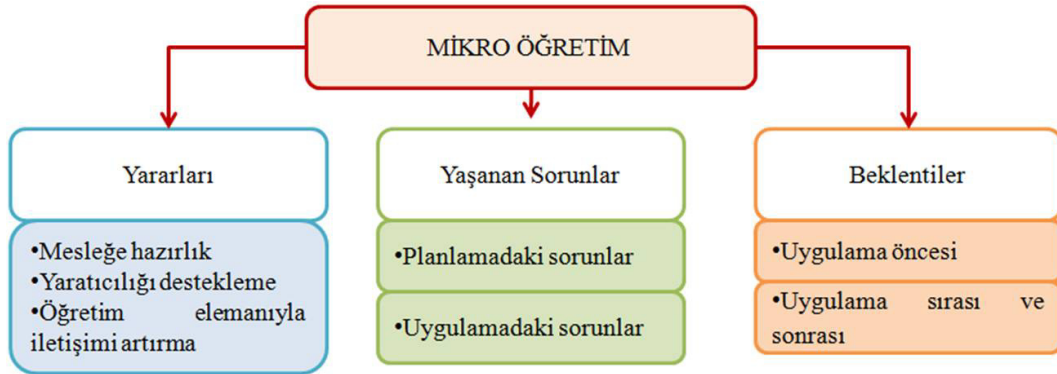 MİKRO ÖĞRETİM
Yararları
•Mesleğe hazırlık
•Yaratıcılığı destekleme
•Öğretim elemanıyla
iletişimi artırma
Yaşanan Sorunlar
•Planlamadaki sorunlar
•Uygulamadaki sorunlar
Beklentiler
•Uygulama öncesi
•Uygulama sırası ve
sonrası